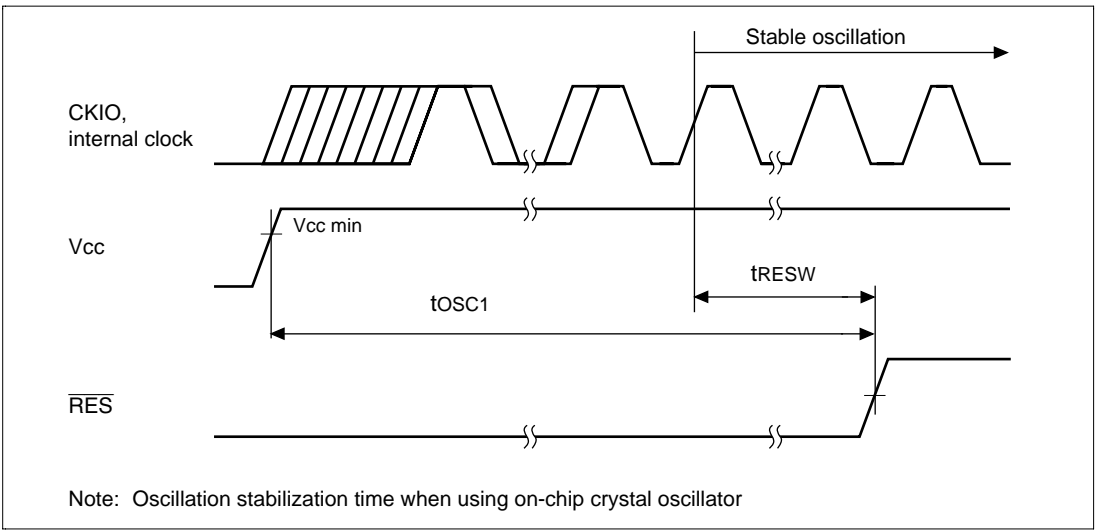 Stable oscillation
CKIO,
internal clock
Vcc min
Vcc
tRESW
tOSC1
RES
Note: Oscillation stabilization time when using on-chip crystal oscillator